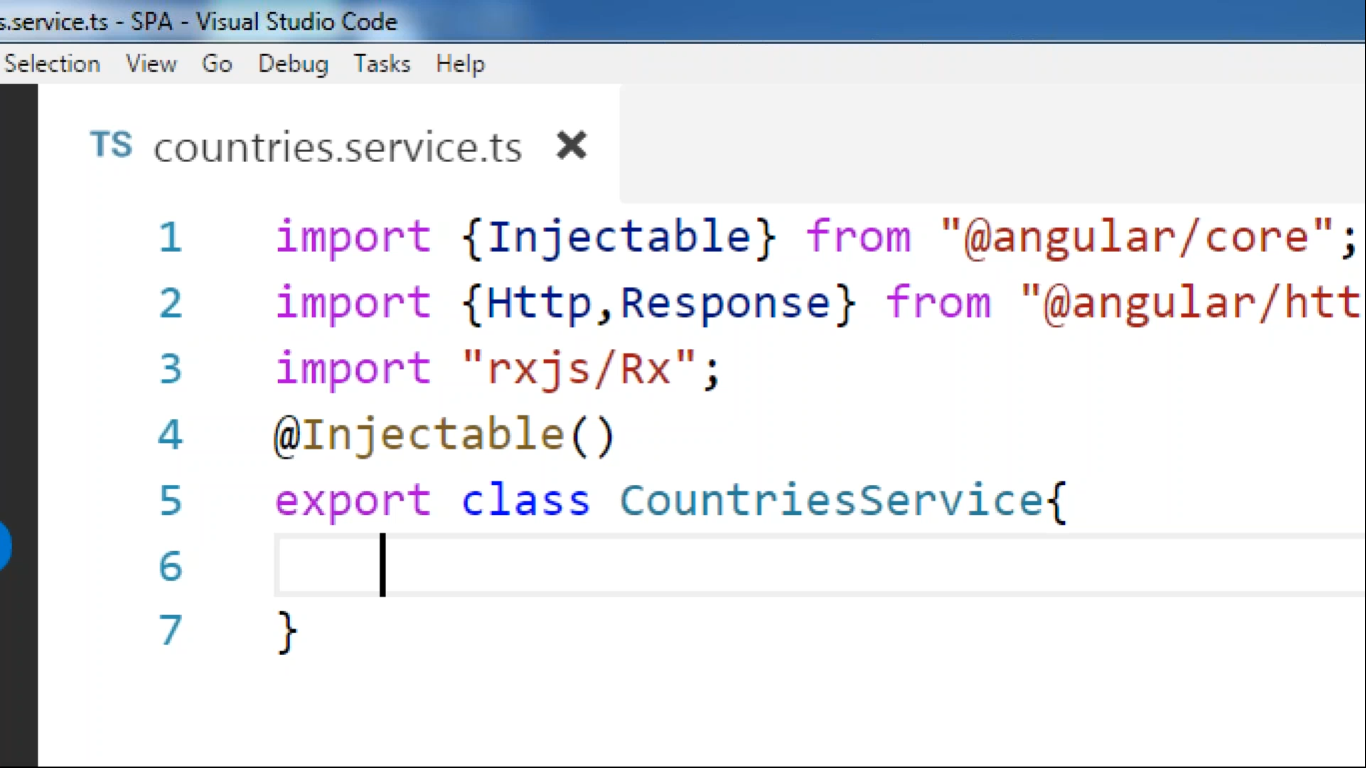 s.service.ts - SPA - Visual Studio Code
Selection View Go Debug Tasks Help
TS countries.service.ts ✕
1 import {Injectable} from "@angular/core";
2 import {Http,Response} from "@angular/htt
3 import "rxjs/Rx";
4 @Injectable()
5 export class CountriesService{
6
7 }